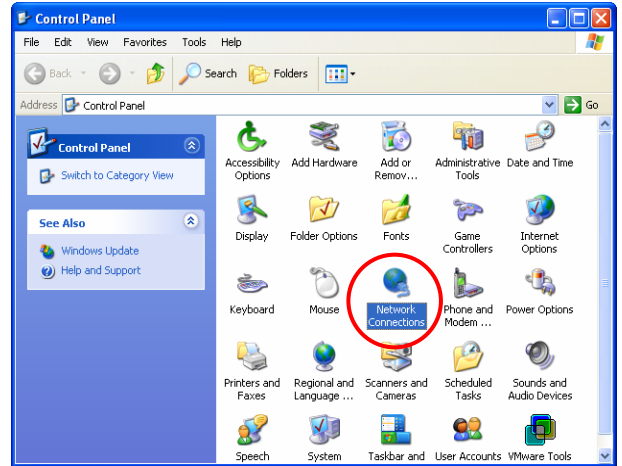 Control Panel
File Edit View Favorites Tools Help
Back Search Folders
Address Control Panel Go
Control Panel
Switch to Category View
See Also
Windows Update
Help and Support
Accessibility Options
Add Hardware
Add or Remov...
Administrative Tools
Date and Time
Display
Folder Options
Fonts
Game Controllers
Internet Options
Keyboard
Mouse
Network Connections
Phone and Modem ...
Power Options
Printers and Faxes
Regional and Language ...
Scanners and Cameras
Scheduled Tasks
Sounds and Audio Devices
Speech
System
Taskbar and
User Accounts
VMware Tools